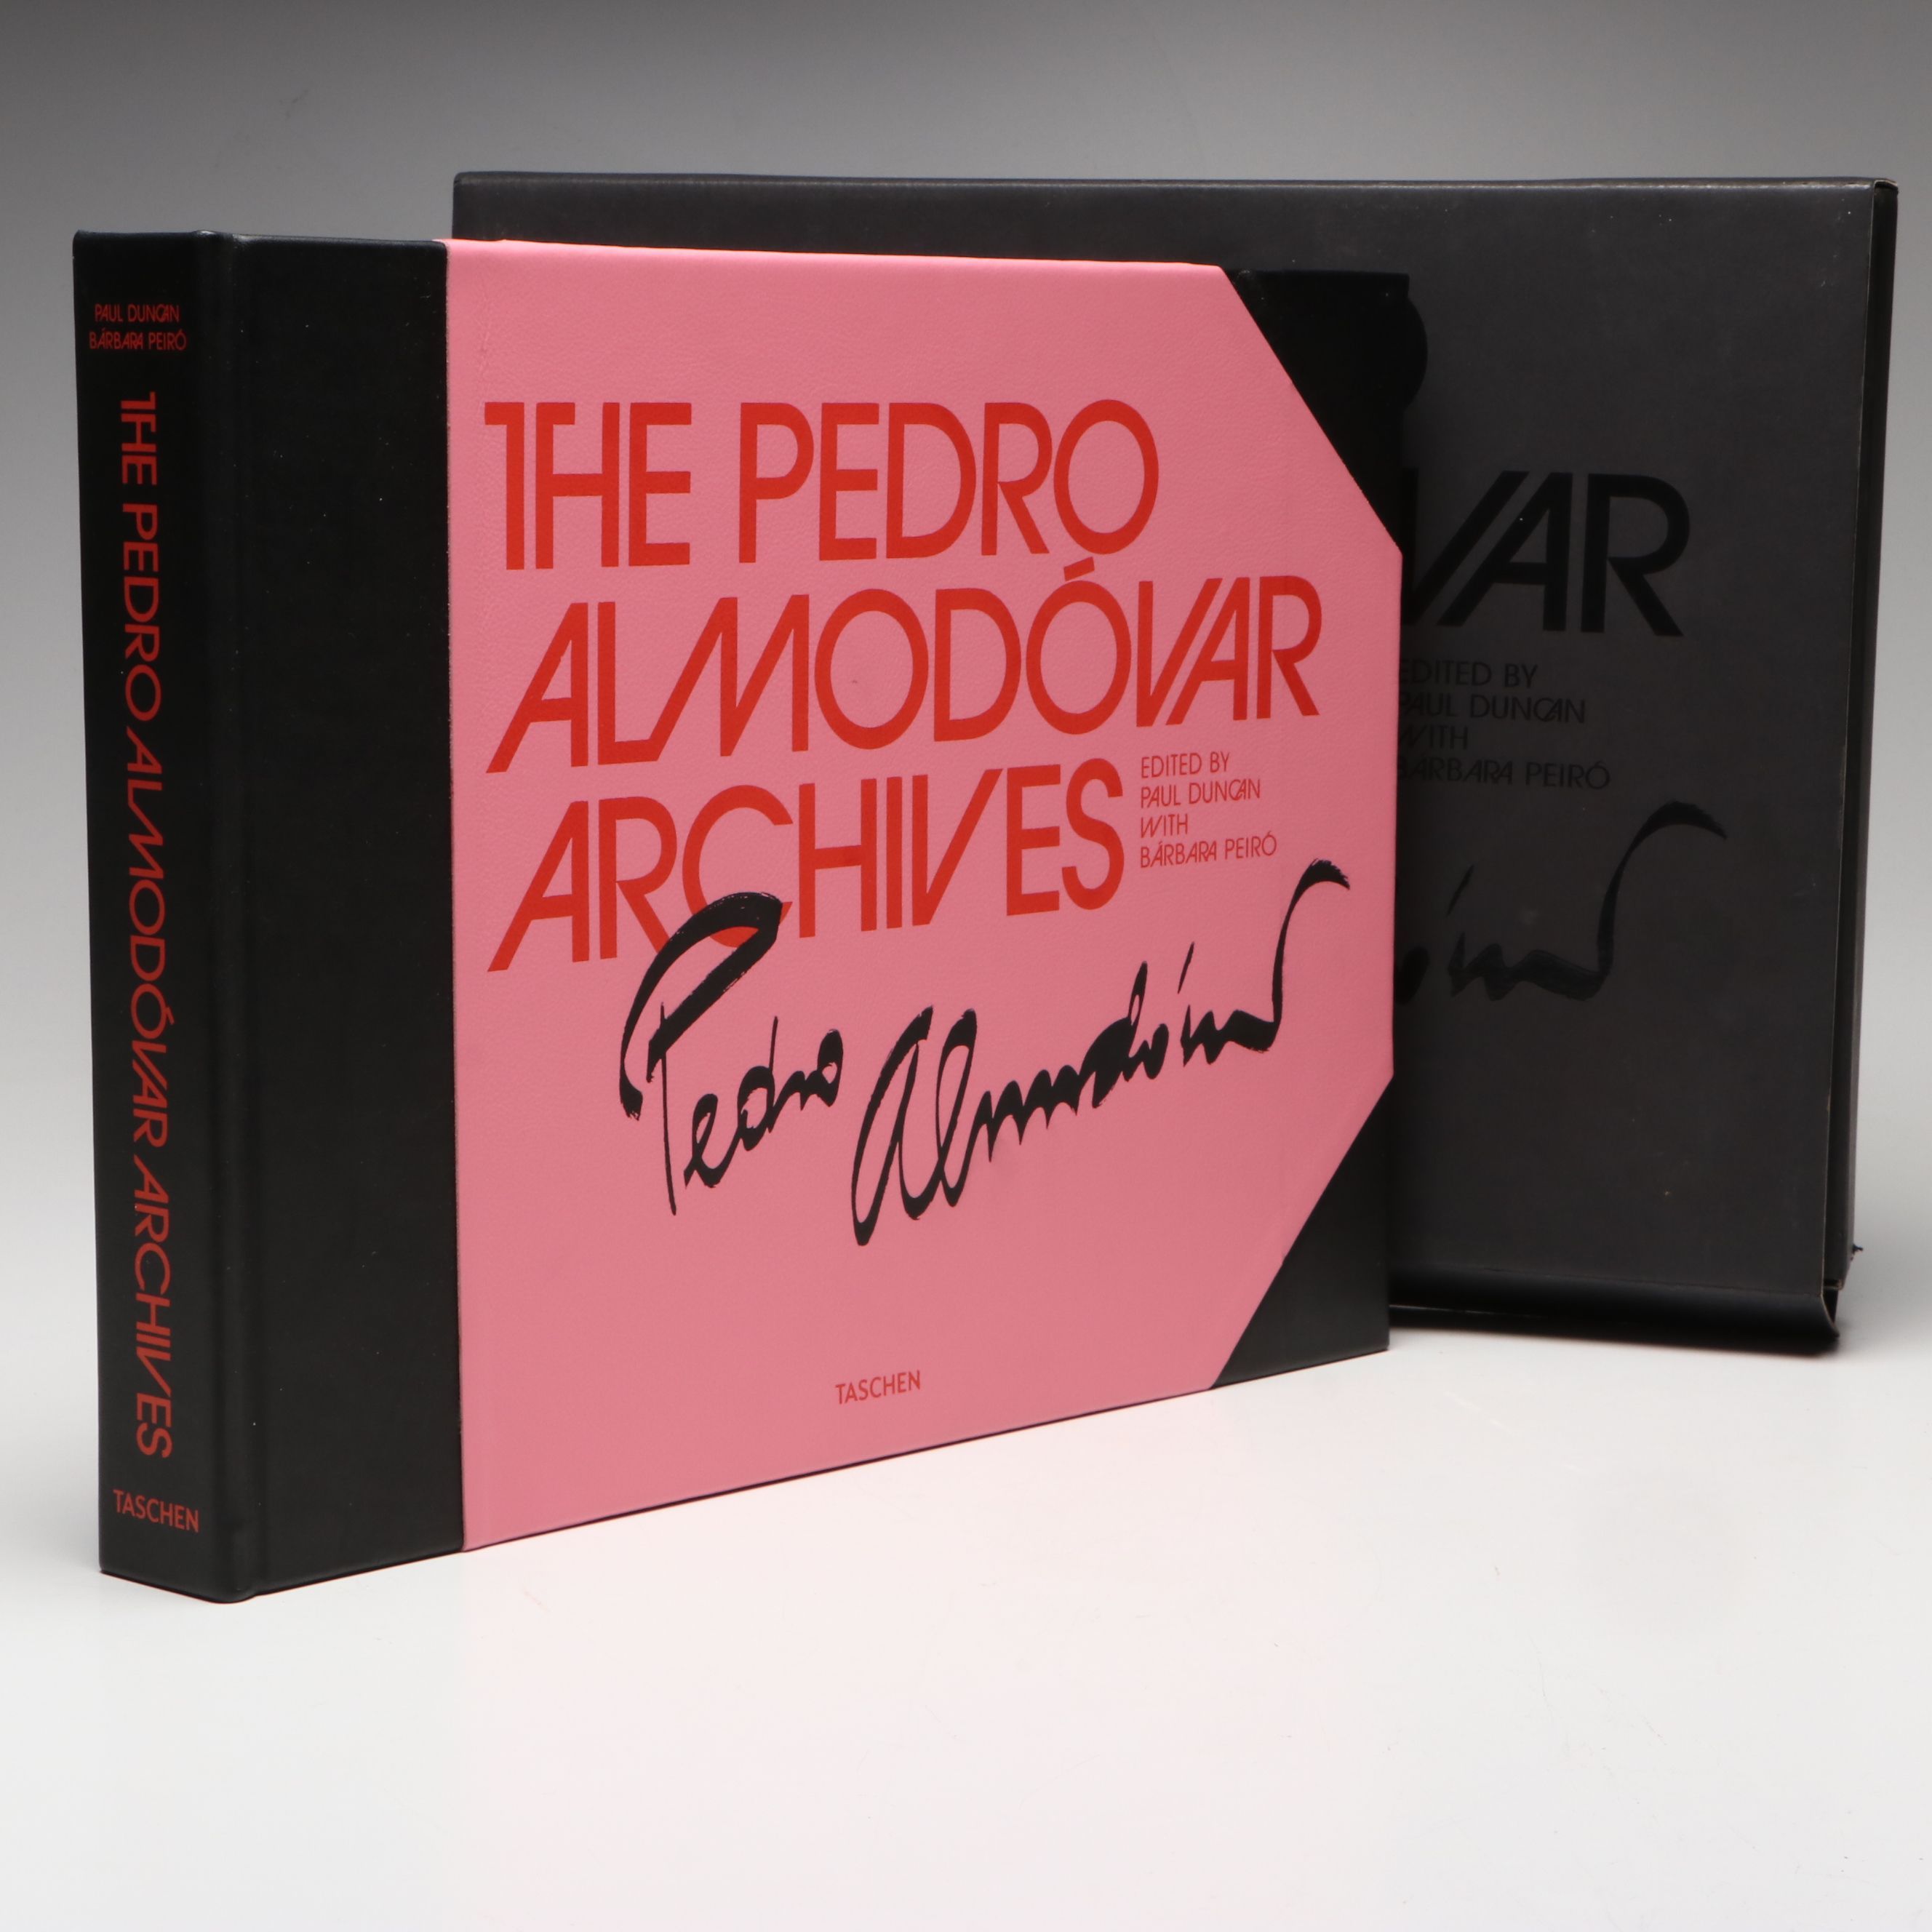 PAUL DUNCAN
BÁRBARA PEIRÓ
THE PEDRO ALMODÓVAR ARCHIVES
TASCHEN
THE PEDRO
ALMODÓVAR
ARCHIVES
EDITED BY
PAUL DUNCAN
WITH
BÁRBARA PEIRÓ
Pedro Almodóvar
TASCHEN
VAR
EDITED BY
PAUL DUNCAN
WITH
BÁRBARA PEIRÓ